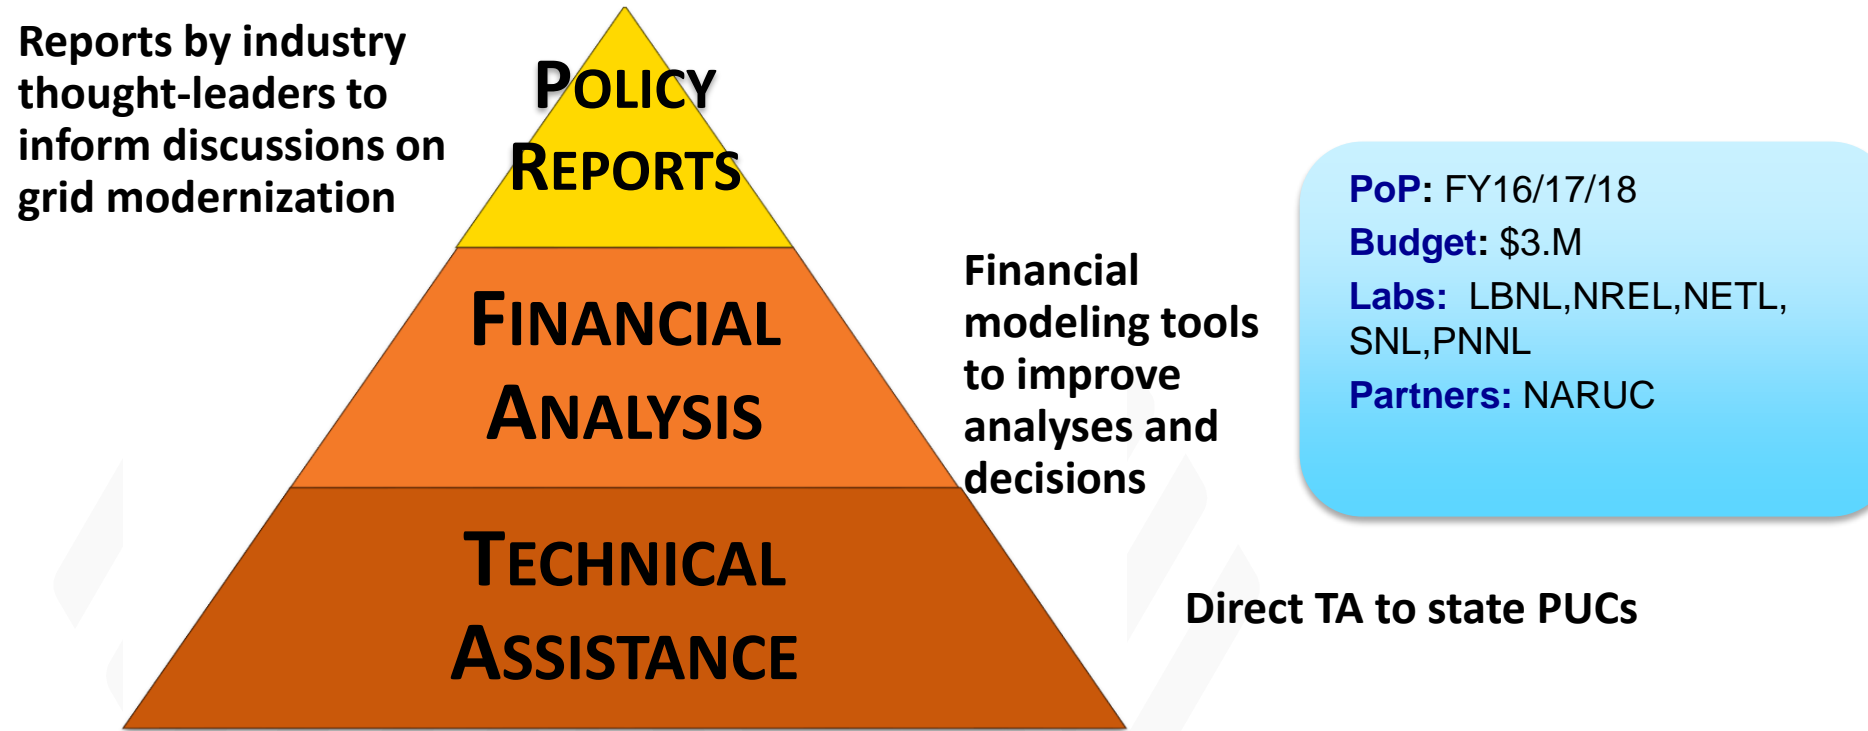 Reports by industry
thought-leaders to
inform discussions on
grid modernization
POLICY
REPORTS
FINANCIAL
ANALYSIS
Financial
modeling tools
to improve
analyses and
decisions
TECHNICAL
ASSISTANCE
Direct TA to state PUCs
PoP: FY16/17/18
Budget: $3.M
Labs: LBNL,NREL,NETL,
SNL,PNNL
Partners: NARUC